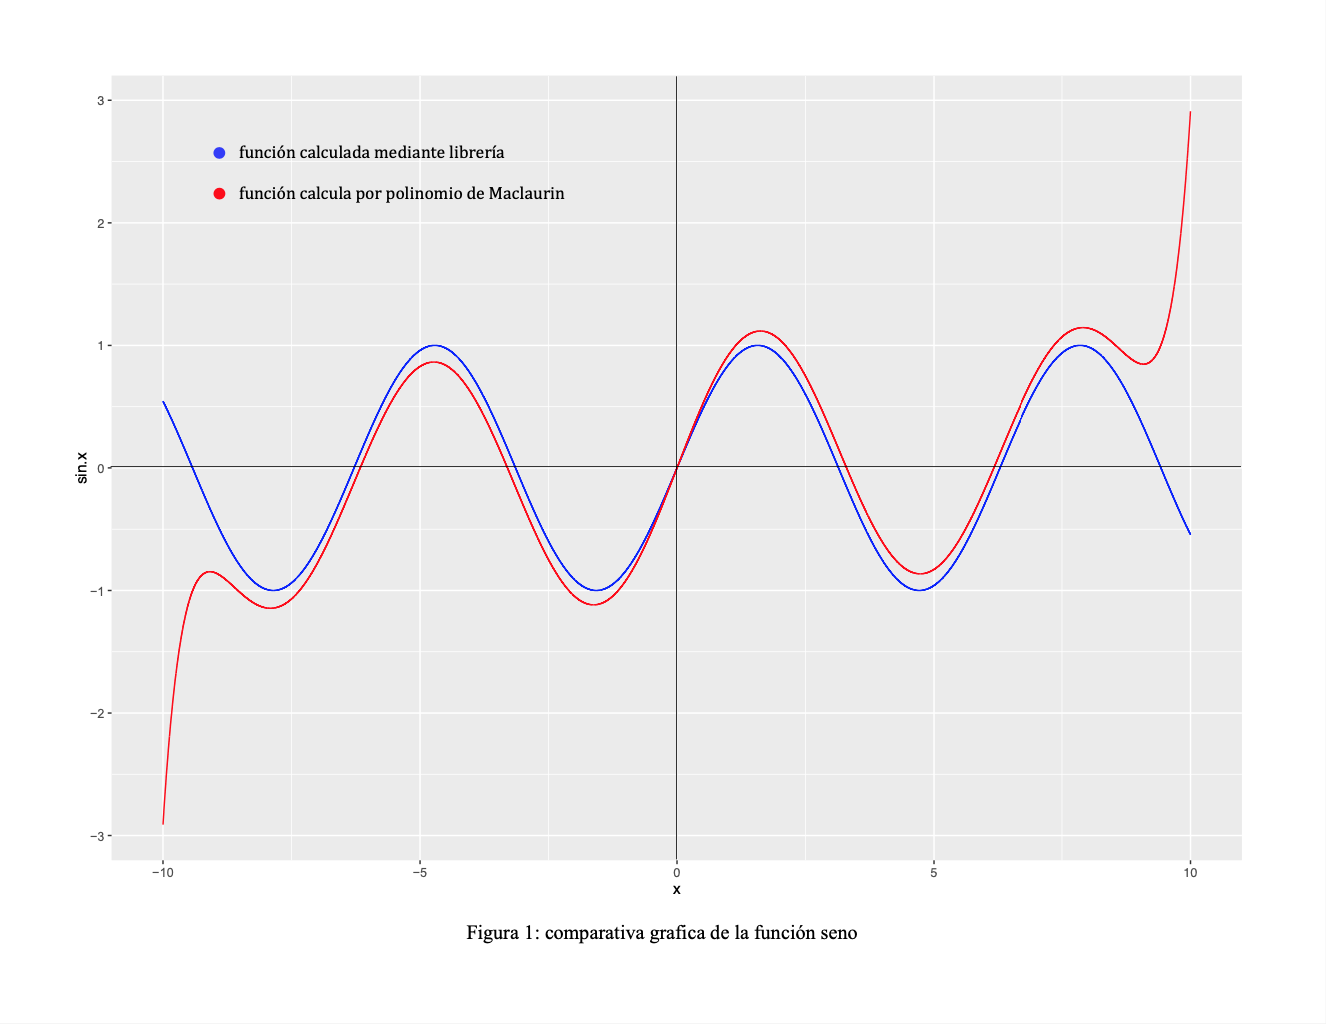 3
función calculada mediante librería
función calcula por polinomio de Maclaurin
2
1
sin.x
0
−1
−2
−3
−10 −5 0 5 10
x
Figura 1: comparativa grafica de la función seno